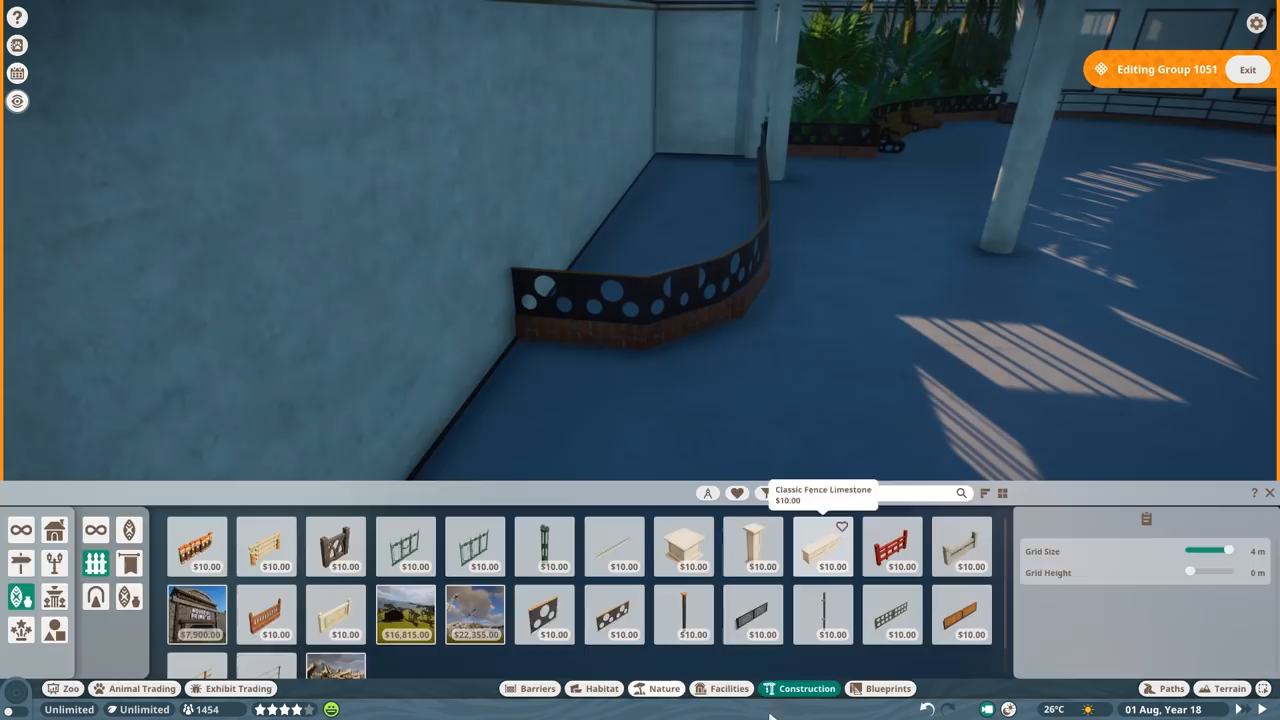 ?
Editing Group 1051 Exit
Classic Fence Limestone
$10.00
? ×
$10.00 $10.00 $10.00 $10.00 $10.00 $10.00 $10.00 $10.00 $10.00 $10.00 $10.00 $10.00
Grid Size 4 m
Grid Height 0 m
$7,900.00 $10.00 $10.00 $16,815.00 $22,355.00 $10.00 $10.00 $10.00 $10.00 $10.00 $10.00 $10.00
Zoo Animal Trading Exhibit Trading Barriers Habitat Nature Facilities Construction Blueprints Paths Terrain
Unlimited Unlimited 1454 26°C 01 Aug, Year 18